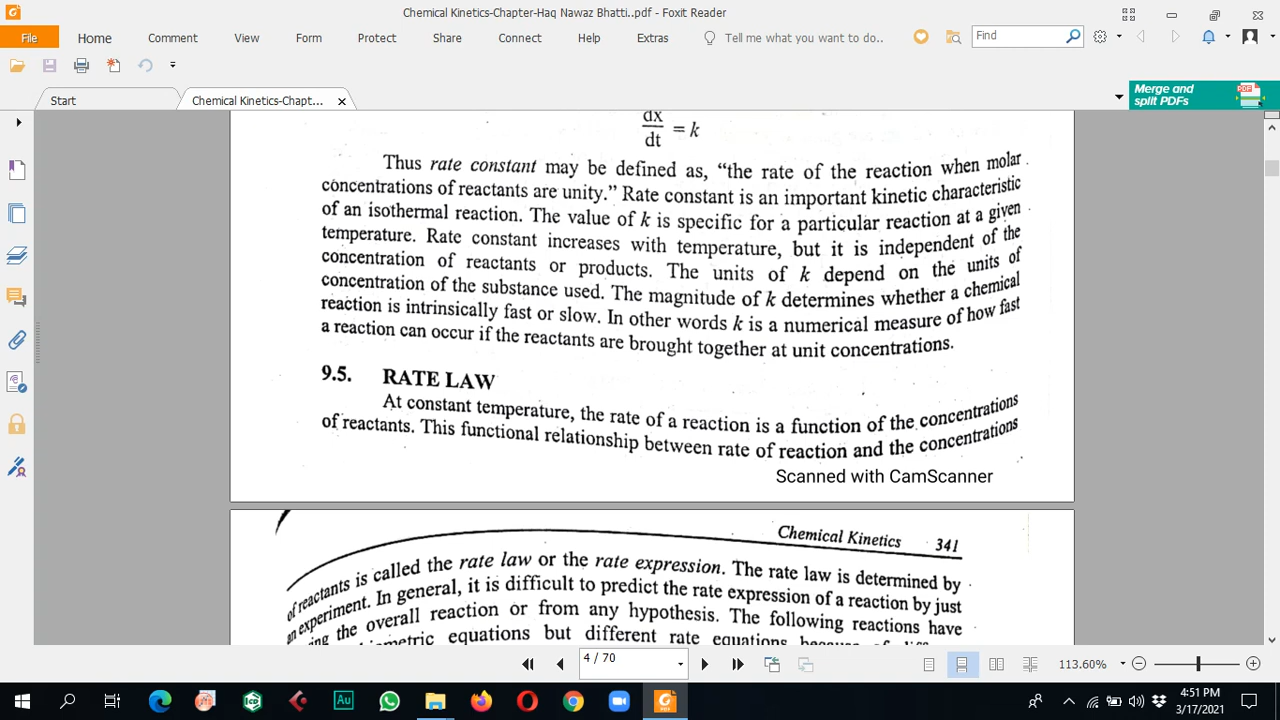 Chemical Kinetics-Chapter-Haq Nawaz Bhatti..pdf - Foxit Reader
File Home Comment View Form Protect Share Connect Help Extras Tell me what you want to do.. Find
Start Chemical Kinetics-Chapt... Merge and
split PDFs
dx
dt = k
Thus rate constant may be defined as, “the rate of the reaction when molar
concentrations of reactants are unity.” Rate constant is an important kinetic characteristic
of an isothermal reaction. The value of k is specific for a particular reaction at a given
temperature. Rate constant increases with temperature, but it is independent of the
concentration of reactants or products. The units of k depend on the units of
concentration of the substance used. The magnitude of k determines whether a chemical
reaction is intrinsically fast or slow. In other words k is a numerical measure of how fast
a reaction can occur if the reactants are brought together at unit concentrations.
9.5. RATE LAW
At constant temperature, the rate of a reaction is a function of the concentrations
of reactants. This functional relationship between rate of reaction and the concentrations
Scanned with CamScanner
Chemical Kinetics 341
of reactants is called the rate law or the rate expression. The rate law is determined by
an experiment. In general, it is difficult to predict the rate expression of a reaction by just
the overall reaction or from any hypothesis. The following reactions have
equations but different rate equations because of
4 / 70
113.60%
4:51 PM
3/17/2021